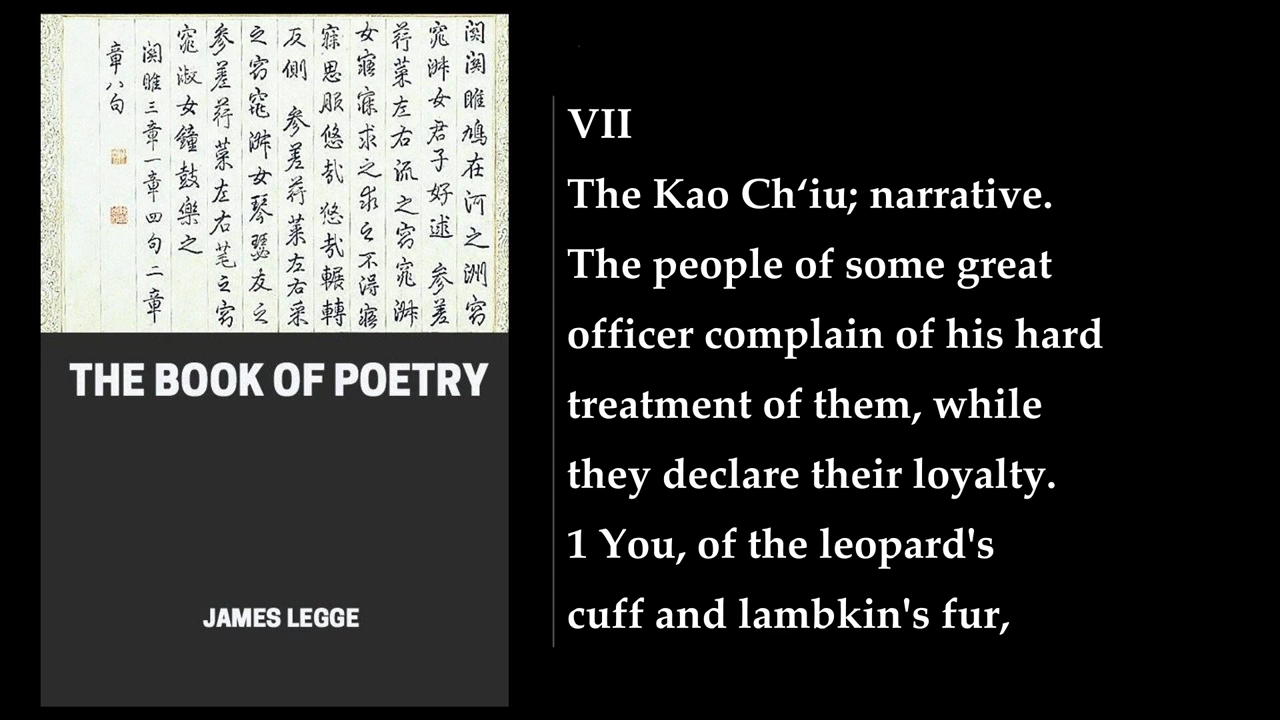 關關雎鳩在河之洲窈
窕淑女君子好逑 參差
荇菜左右流之窈窕淑
女寤寐求之求之不得寤
寐思服悠哉悠哉輾轉
反側 參差荇菜左右采
之窈窕淑女琴瑟友之
參差荇菜左右芼之窈
窕淑女鐘鼓樂之
關雎三章一章四句二章
章八句
THE BOOK OF POETRY
JAMES LEGGE
VII
The Kao Ch‘iu; narrative.
The people of some great
officer complain of his hard
treatment of them, while
they declare their loyalty.
1 You, of the leopard's
cuff and lambkin's fur,